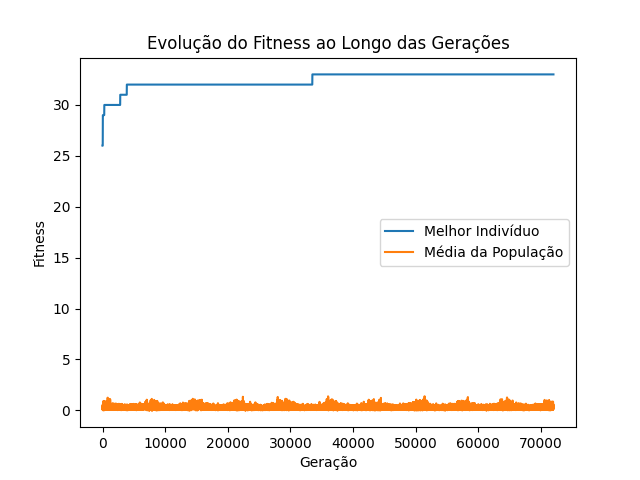 Evolução do Fitness ao Longo das Gerações
Fitness
30
25
20
15
10
5
0
Melhor Indivíduo
Média da População
0 10000 20000 30000 40000 50000 60000 70000
Geração